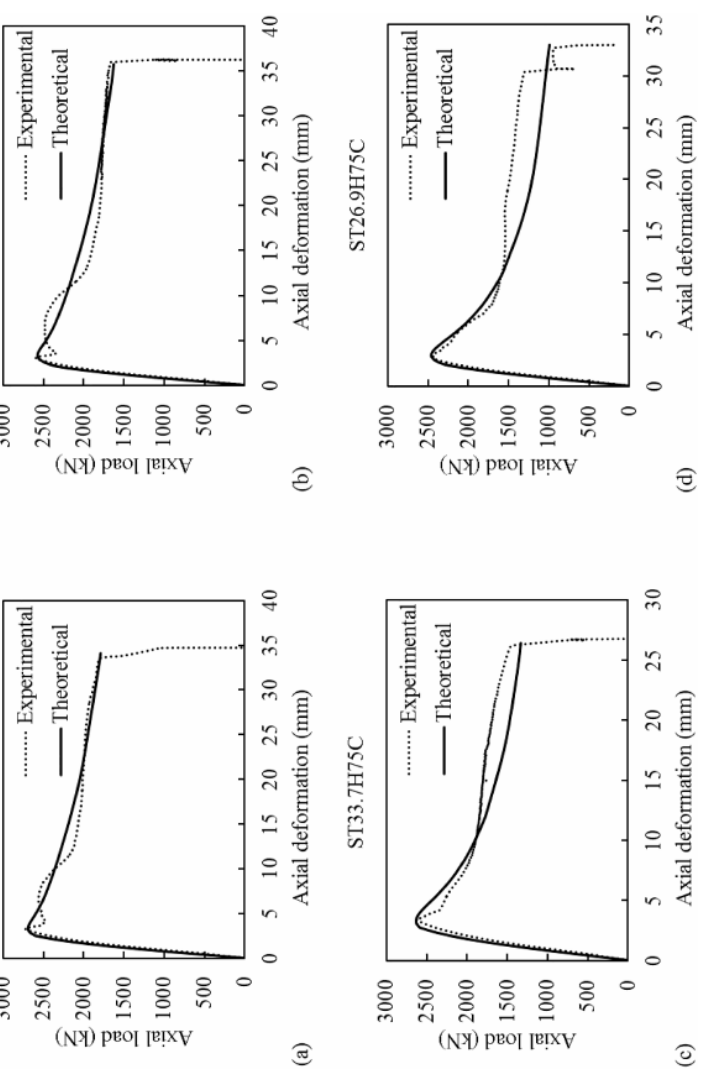 Experimental
Theoretical
3000
2500
2000
1500
1000
500
0
Axial load (kN)
0 5 10 15 20 25 30 35 40
Axial deformation (mm)
(a)
Experimental
Theoretical
3000
2500
2000
1500
1000
500
0
Axial load (kN)
0 5 10 15 20 25 30 35 40
Axial deformation (mm)
(b)
ST33.7H75C
Experimental
Theoretical
3000
2500
2000
1500
1000
500
0
Axial load (kN)
0 5 10 15 20 25 30
Axial deformation (mm)
(c)
ST26.9H75C
Experimental
Theoretical
3000
2500
2000
1500
1000
500
0
Axial load (kN)
0 5 10 15 20 25 30 35
Axial deformation (mm)
(d)